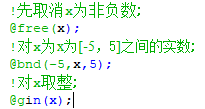 !先取消x为非负数;
@free(x);
!对x为x为[-5，5]之间的实数;
@bnd(-5,x,5);
!对x取整;
@gin(x);